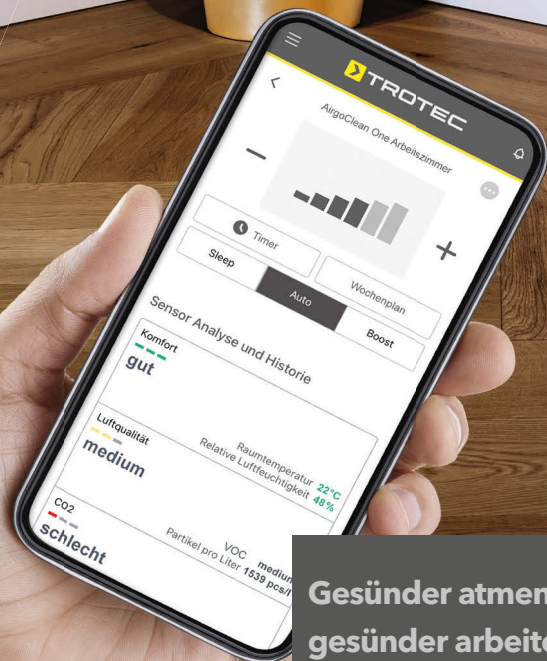 TROTEC
AirgoClean One Arbeitszimmer
Timer
Wochenplan
Sleep
Auto
Boost
Sensor Analyse und Historie
Komfort
gut
Raumtemperatur 22°C
Relative Luftfeuchtigkeit 48%
Luftqualität
medium
VOC medium
Partikel pro Liter 1539 pcs/l
CO2
schlecht
Gesünder atmen
gesünder arbeite